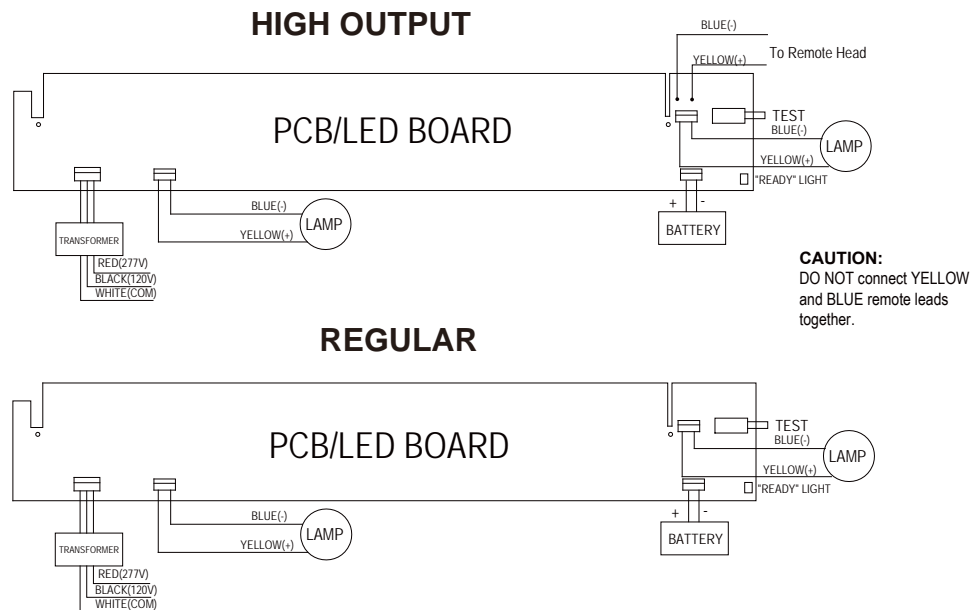 HIGH OUTPUT
BLUE(-)
YELLOW(+)
To Remote Head
PCB/LED BOARD
TEST
BLUE(-)
LAMP
YELLOW(+)
"READY" LIGHT
BLUE(-)
LAMP
YELLOW(+)
+ -
BATTERY
TRANSFORMER
RED(277V)
BLACK(120V)
WHITE(COM)
CAUTION:
DO NOT connect YELLOW
and BLUE remote leads
together.
REGULAR
PCB/LED BOARD
TEST
BLUE(-)
LAMP
YELLOW(+)
"READY" LIGHT
BLUE(-)
LAMP
YELLOW(+)
+ -
BATTERY
TRANSFORMER
RED(277V)
BLACK(120V)
WHITE(COM)